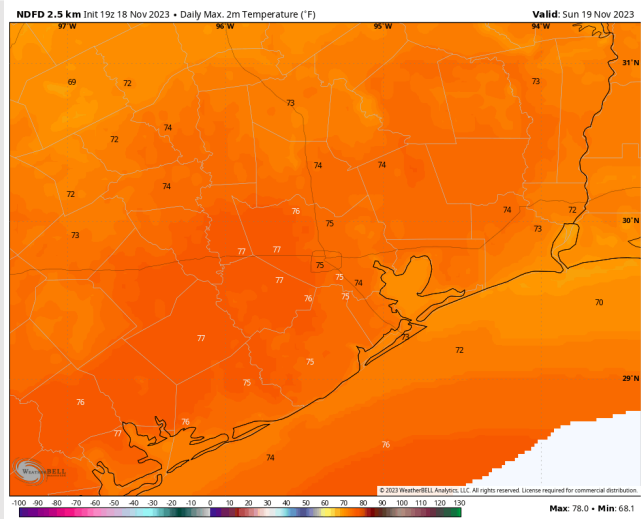 NDFD 2.5 km Init 19z 18 Nov 2023 • Daily Max. 2m Temperature (°F)
Valid: Sun 19 Nov 2023
97°W 96°W 95°W 94°W
31°N
69 72 73 73
74
72
74 74
72 74
76 74 72
75
30°N
73 73
77 77
75
75
77 74
76 75
70
73
77 72
75
29°N
75
76
76
77
76
74
WEATHERBELL
© 2023 WeatherBELL Analytics, LLC. All rights reserved. License required for commercial distribution.
-100 -90 -80 -70 -60 -50 -40 -30 -20 -10 0 10 20 30 40 50 60 70 80 90 100 110 120 130
Max: 78.0 • Min: 68.1